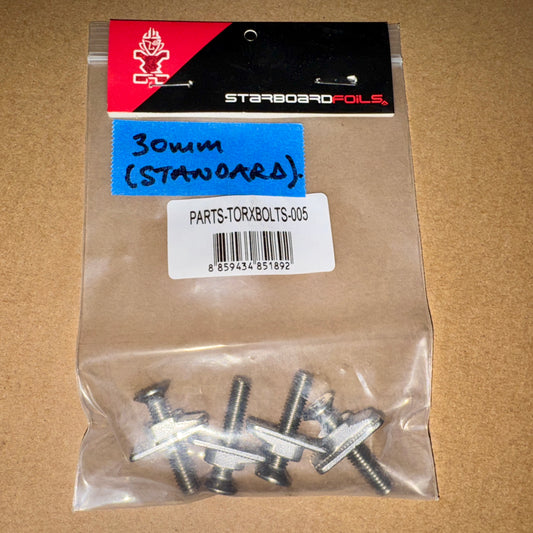 STARBOARDFOILS
30mm
(STANDARD).
PARTS-TORXBOLTS-005
8 859434 851892